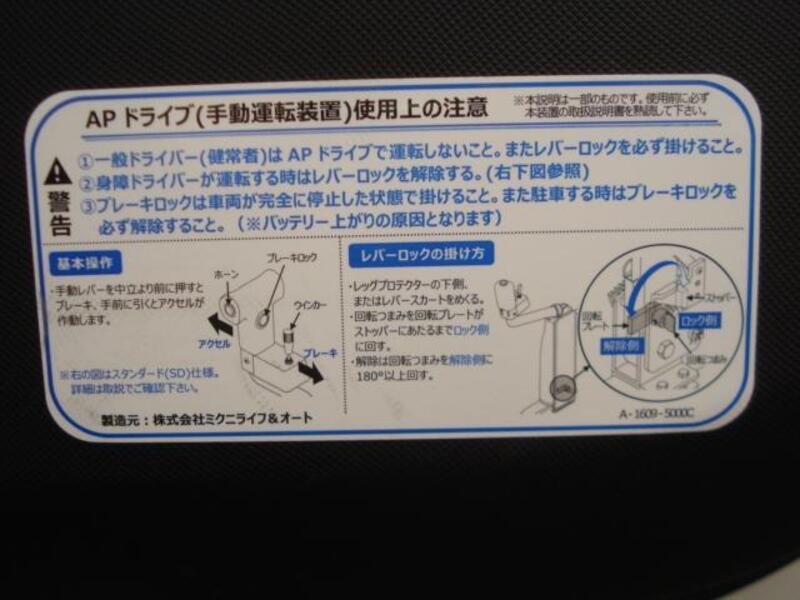 AP ドライブ(手動運転装置)使用上の注意
※本説明は一部のものです。使用前に必ず
本装置の取扱説明書を熟読して下さい。
警告
①一般ドライバー(健常者)は AP ドライブで運転しないこと。またレバーロックを必ず掛けること。
②身障ドライバーが運転する時はレバーロックを解除する。(右下図参照)
③ブレーキロックは車両が完全に停止した状態で掛けること。また駐車する時はブレーキロックを
必ず解除すること。(※バッテリー上がりの原因となります)
基本操作
・手動レバーを中立より前に押すと
ブレーキ、手前に引くとアクセルが
作動します。
※右の図はスタンダード(SD)仕様。
詳細は取説でご確認下さい。
ホーン
ブレーキロック
ウインカー
アクセル
ブレーキ
製造元：株式会社ミクニライフ&オート
レバーロックの掛け方
・レッグプロテクターの下側、
またはレバースカートをめくる。
・回転つまみを回転プレートが
ストッパーにあたるまでロック側
に回す。
・解除は回転つまみを解除側に
180°以上回す。
ストッパー
回転
プレート
ロック側
解除側
回転つまみ
A-1609-5000C